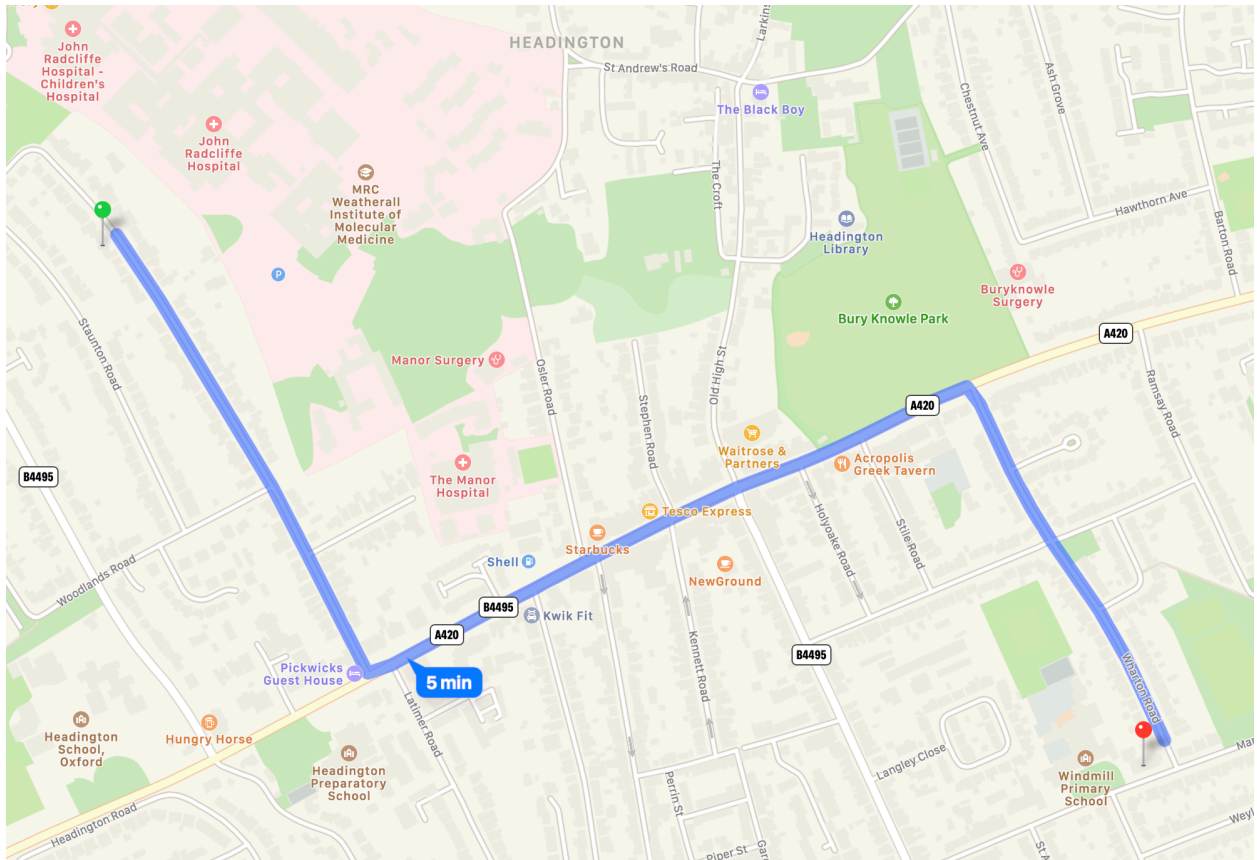 HEADINGTON
John
Radcliffe
Hospital -
Children's
Hospital
St Andrew's Road
The Black Boy
John
Radcliffe
Hospital
Chestnut Ave
Ash Grove
MRC
Weatherall
Institute of
Molecular
Medicine
The Croft
Headington
Library
Hawthorn Ave
Barton Road
P
Buryknowle
Surgery
Bury Knowle Park
Staunton Road
Manor Surgery
Osler Road
Old High St
A420
Stephen Road
A420
Ramsay Road
Waitrose &
Partners
Acropolis
Greek Tavern
B4495
The Manor
Hospital
Tesco Express
Holyoake Road
Stile Road
Starbucks
Shell
NewGround
Woodlands Road
B4495
Kwik Fit
A420
Kennett Road
B4495
Pickwicks
Guest House
5 min
Latimer Road
Wharton Road
Headington
School,
Oxford
Hungry Horse
Headington
Preparatory
School
Langley Close
Windmill
Primary
School
Perrin St
Headington Road
Piper St